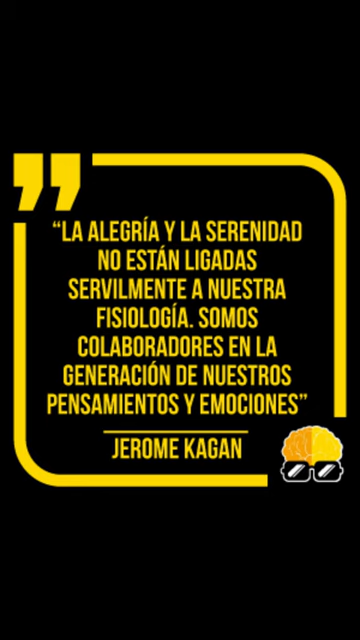 “LA ALEGRÍA Y LA SERENIDAD
NO ESTÁN LIGADAS
SERVILMENTE A NUESTRA
FISIOLOGÍA. SOMOS
COLABORADORES EN LA
GENERACIÓN DE NUESTROS
PENSAMIENTOS Y EMOCIONES”
JEROME KAGAN